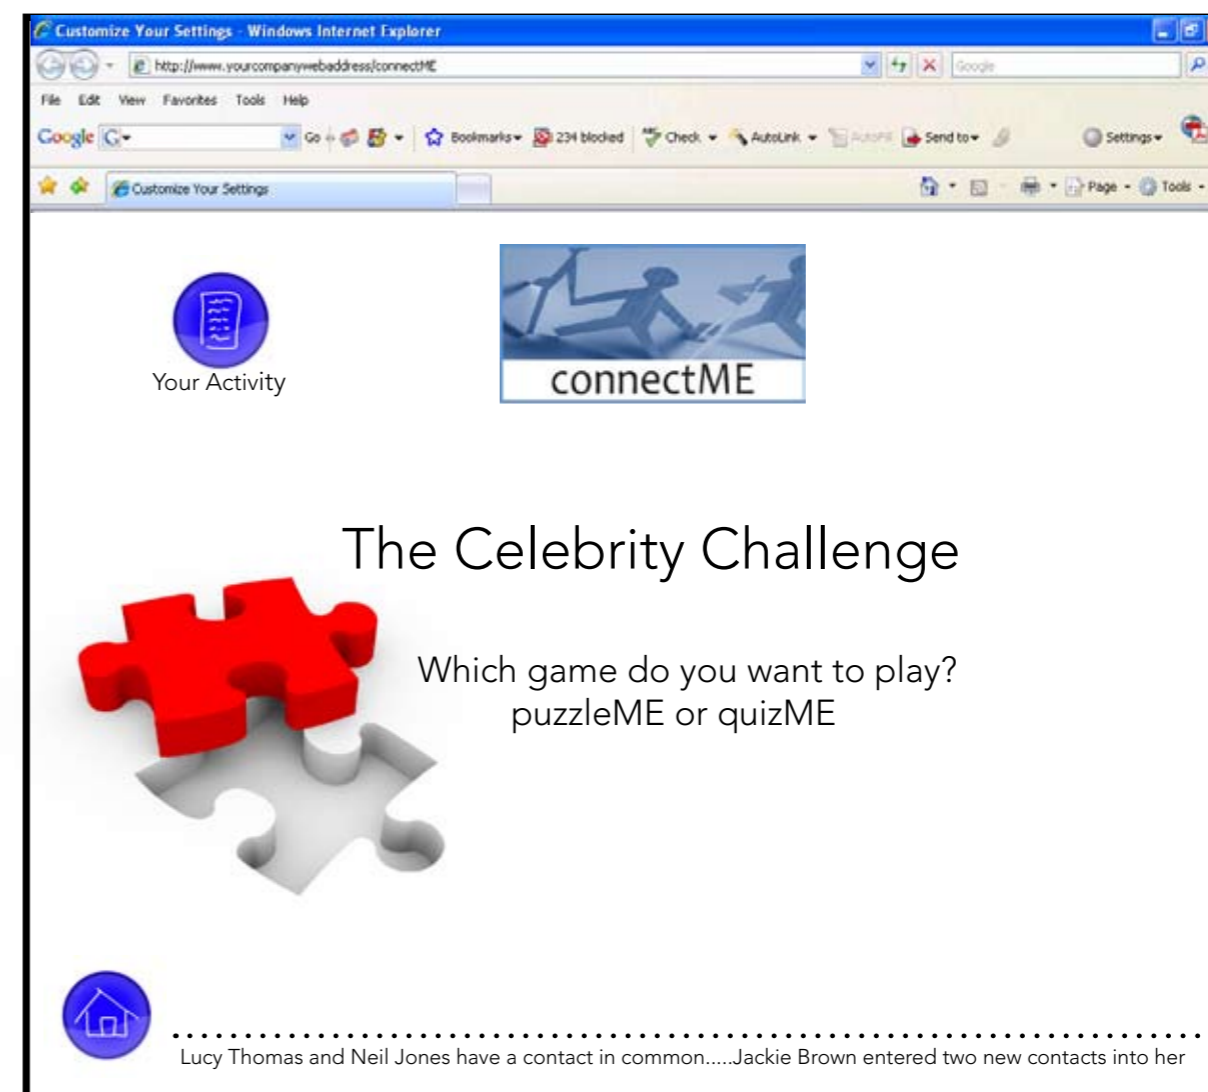 Customize Your Settings - Windows Internet Explorer
http://www.yourcompanywebaddress/connectME
Google
File Edit View Favorites Tools Help
Google G Go Bookmarks 234 blocked Check AutoLink AutoFill Send to Settings
Customize Your Settings
Page Tools
Your Activity
connectME
The Celebrity Challenge
Which game do you want to play?
puzzleME or quizME
Lucy Thomas and Neil Jones have a contact in common.....Jackie Brown entered two new contacts into her